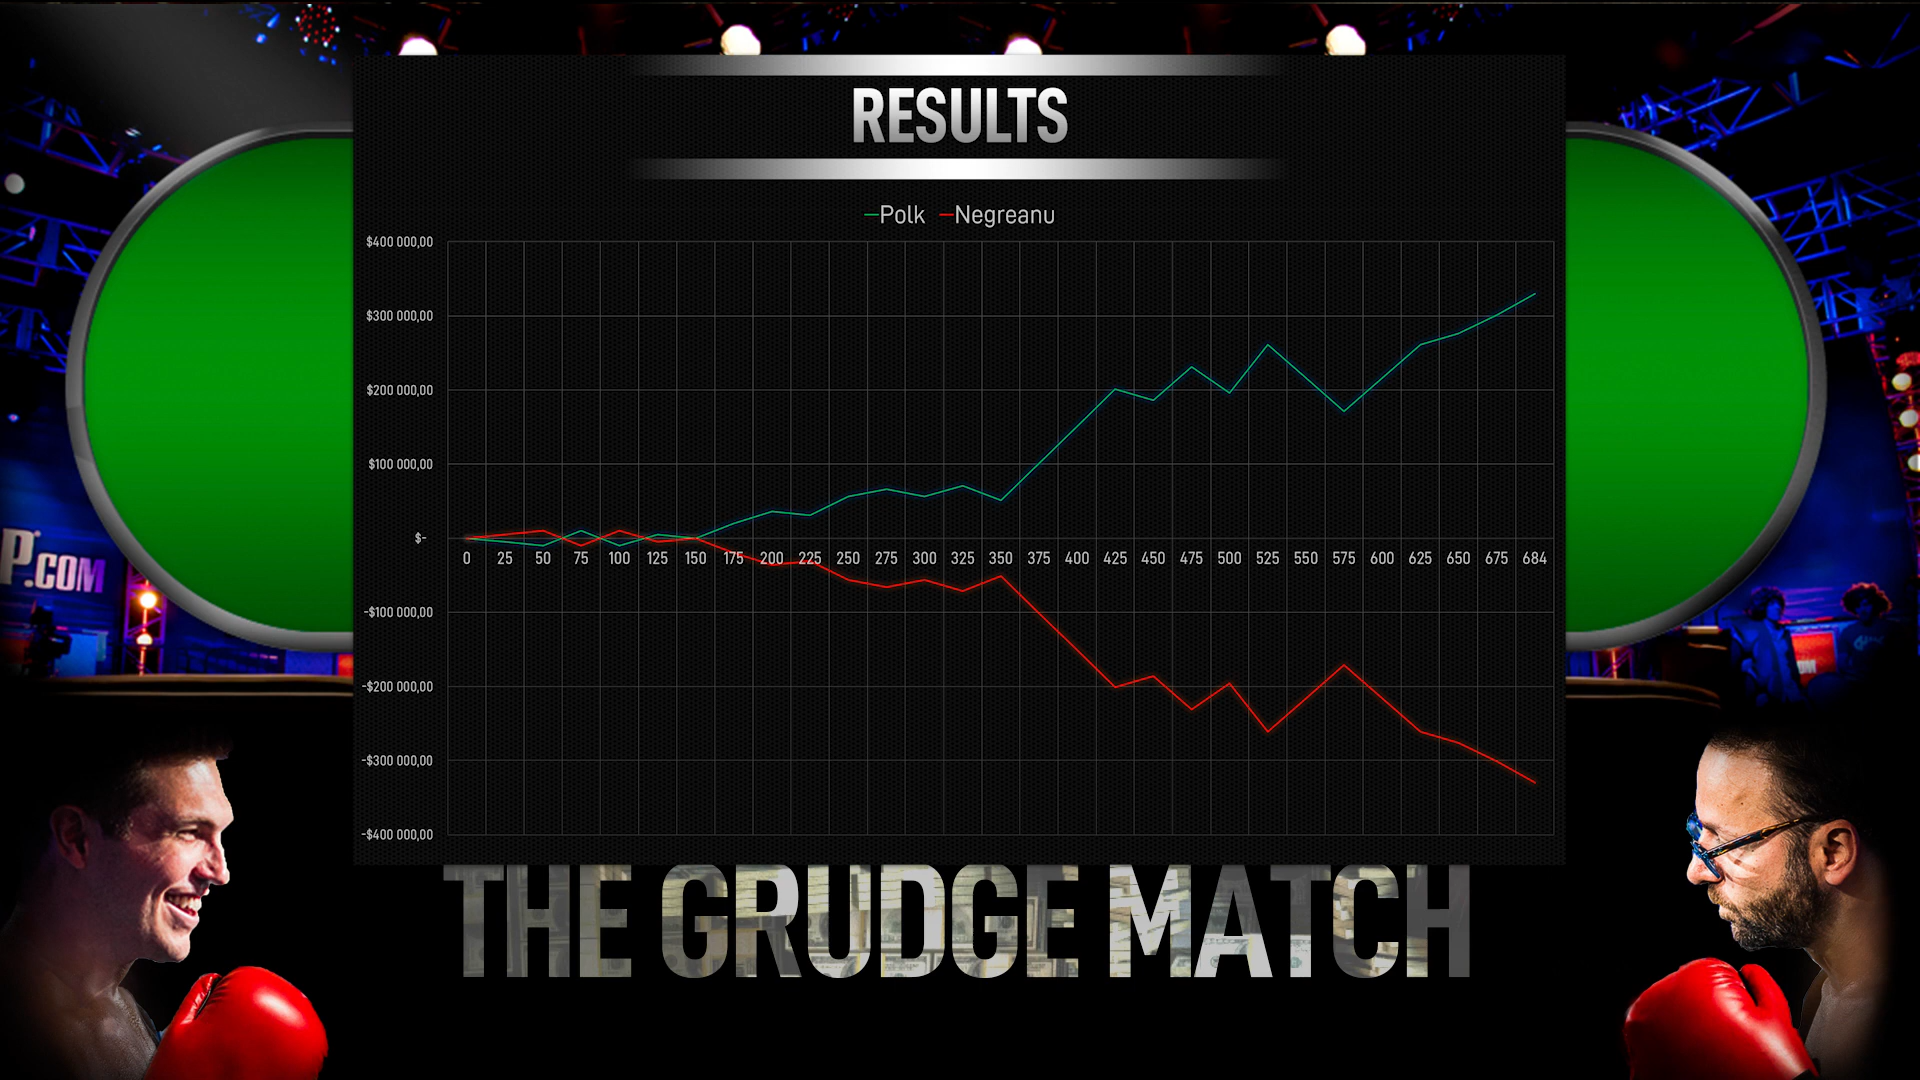 RESULTS
Polk Negreanu
$400 000,00
$300 000,00
$200 000,00
$100 000,00
$-
0 25 50 75 100 125 150 175 200 225 250 275 300 325 350 375 400 425 450 475 500 525 550 575 600 625 650 675 684
-$100 000,00
-$200 000,00
-$300 000,00
-$400 000,00
P.COM
THE GRUDGE MATCH